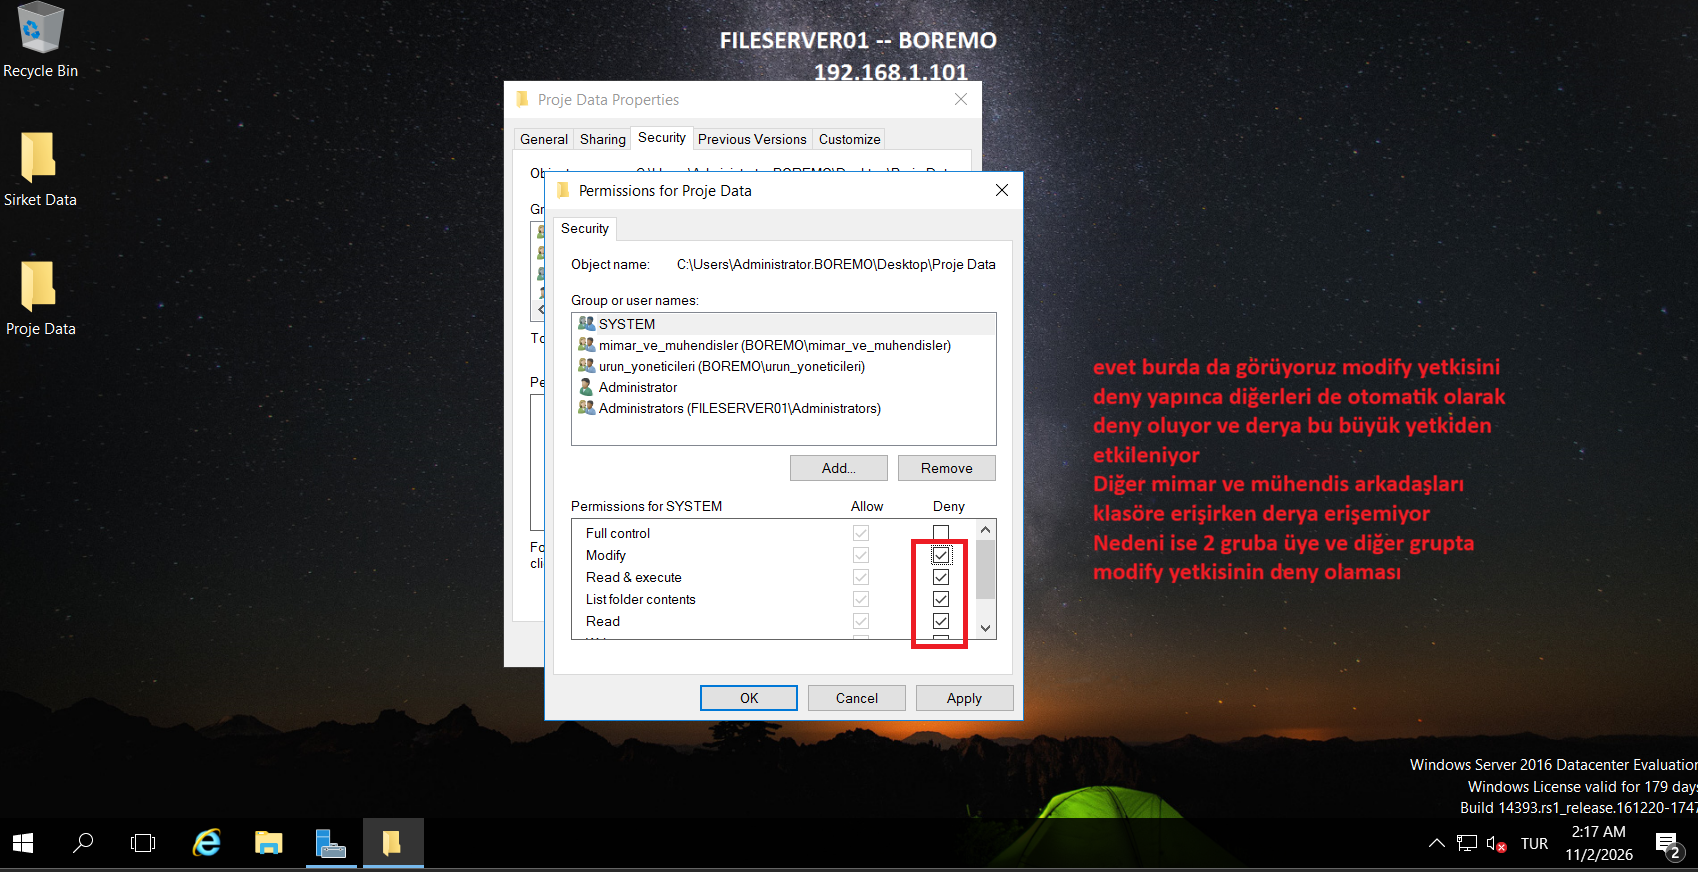 Recycle Bin
Sirket Data
Proje Data
FILESERVER01 -- BOREMO
192.168.1.101
Proje Data Properties
General
Sharing
Security
Previous Versions
Customize
Permissions for Proje Data
Security
Object name: C:\Users\Administrator.BOREMO\Desktop\Proje Data
Group or user names:
SYSTEM
mimar_ve_muhendisler (BOREMO\mimar_ve_muhendisler)
urun_yoneticileri (BOREMO\urun_yoneticileri)
Administrator
Administrators (FILESERVER01\Administrators)
Add...
Remove
Permissions for SYSTEM Allow Deny
Full control
Modify
Read & execute
List folder contents
Read
OK
Cancel
Apply
evet burda da görüyoruz modify yetkisini
deny yapınca diğerleri de otomatik olarak
deny oluyor ve derya bu büyük yetkiden
etkileniyor
Diğer mimar ve mühendis arkadaşları
klasöre erişirken derya erişemiyor
Nedeni ise 2 gruba üye ve diğer grupta
modify yetkisinin deny olaması
Windows Server 2016 Datacenter Evaluation
Windows License valid for 179 days
Build 14393.rs1_release.161220-1747
TUR
2:17 AM
11/2/2026
2